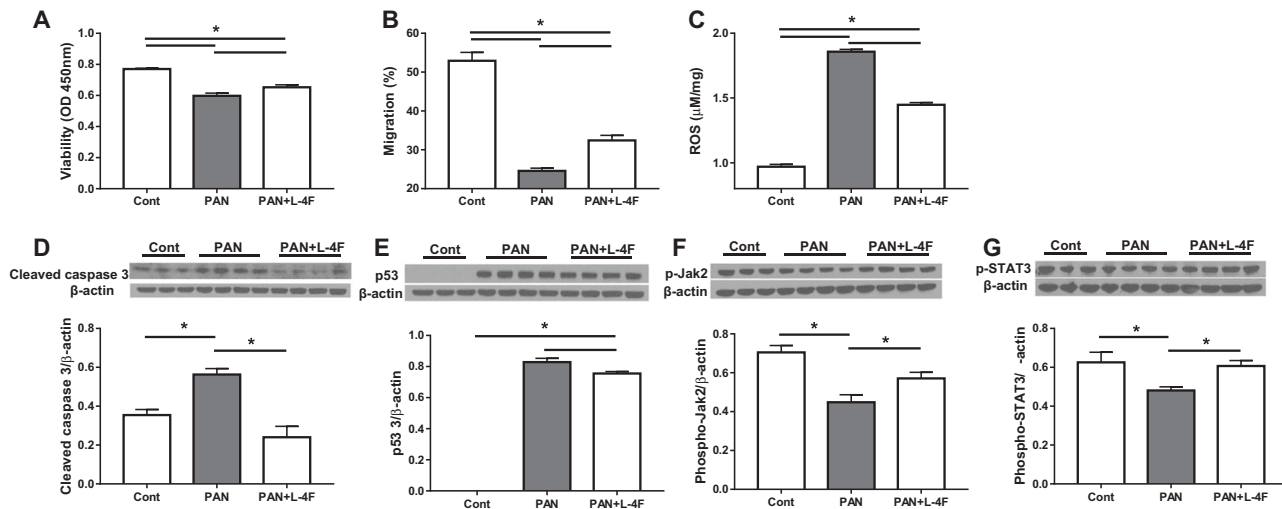 A
Viability (OD 450nm)
1.0
0.8
0.6
0.4
0.2
0.0
*
Cont
PAN
PAN+L-4F
B
Migration (%)
60
50
40
30
20
*
Cont
PAN
PAN+L-4F
C
ROS (μM/mg)
2.0
1.5
1.0
*
Cont
PAN
PAN+L-4F
D
Cont PAN PAN+L-4F
Cleaved caspase 3
β-actin
Cleaved caspase 3/β-actin
0.8
0.6
0.4
0.2
0.0
* *
Cont
PAN
PAN+L-4F
E
Cont PAN PAN+L-4F
p53
β-actin
p53 3/β-actin
1.0
0.8
0.6
0.4
0.2
0.0
*
PAN
Cont
PAN+L-4F
F
Cont PAN PAN+L-4F
p-Jak2
β-actin
Phospho-Jak2/β-actin
0.8
0.6
0.4
0.2
0.0
* *
Cont
PAN
PAN+L-4F
G
Cont PAN PAN+L-4F
p-STAT3
β-actin
Phospho-STAT3/ -actin
0.8
0.6
0.4
0.2
0.0
* *
Cont
PAN
PAN+L-4F